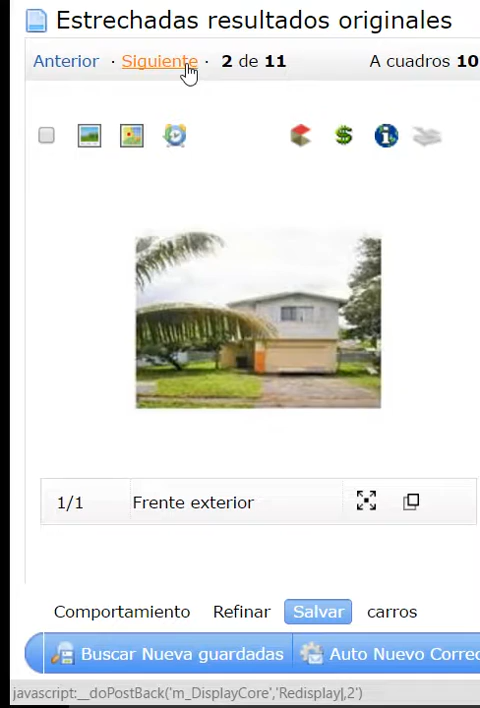 Estrechadas resultados originales
Anterior · Siguiente · 2 de 11 A cuadros 10
1/1 Frente exterior
Comportamiento Refinar Salvar carros
Buscar Nueva guardadas Auto Nuevo Correo
javascript:__doPostBack('m_DisplayCore','Redisplay|,2')